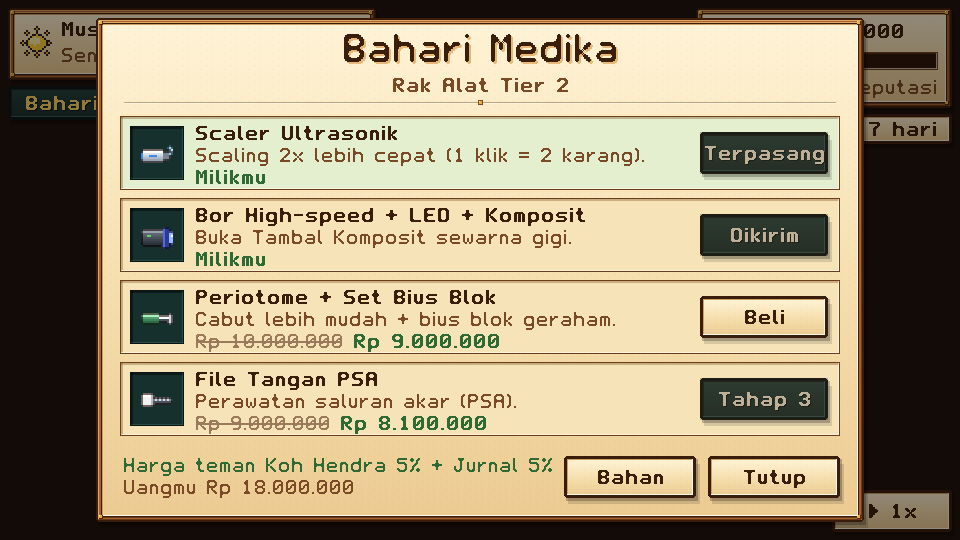 Bahari Medika
Rak Alat Tier 2
Scaler Ultrasonik
Scaling 2x lebih cepat (1 klik = 2 karang).
Milikmu
Terpasang
Bor High-speed + LED + Komposit
Buka Tambal Komposit sewarna gigi.
Milikmu
Dikirim
Periotome + Set Bius Blok
Cabut lebih mudah + bius blok geraham.
Rp 10.000.000 Rp 9.000.000
Beli
File Tangan PSA
Perawatan saluran akar (PSA).
Rp 9.000.000 Rp 8.100.000
Tahap 3
Harga teman Koh Hendra 5% + Jurnal 5%
Uangmu Rp 18.000.000
Bahan
Tutup
Bahari
7 hari
1x